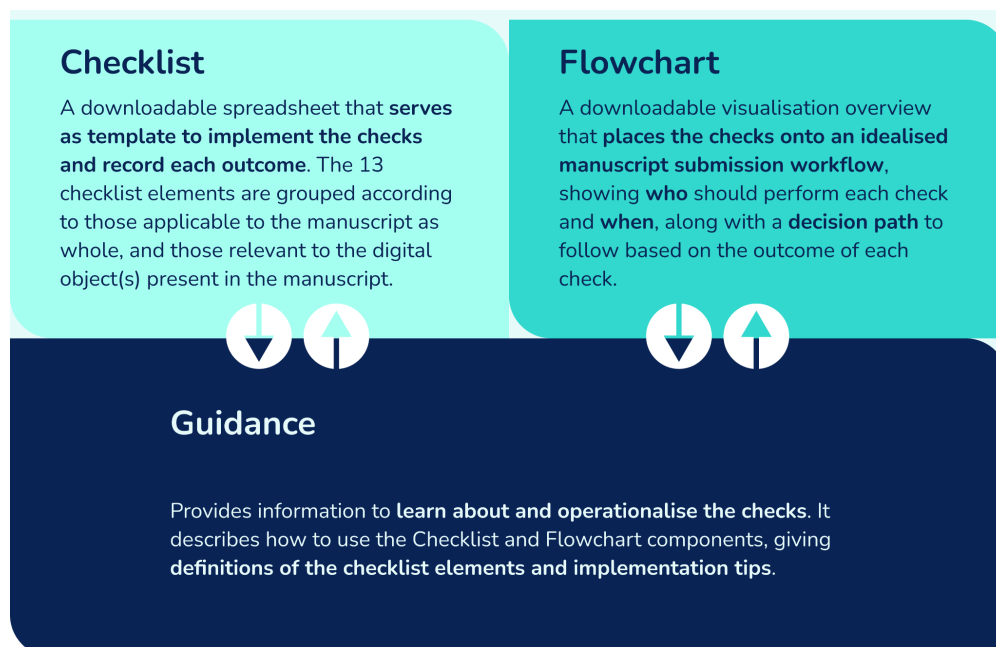 Checklist
A downloadable spreadsheet that serves
as template to implement the checks
and record each outcome. The 13
checklist elements are grouped according
to those applicable to the manuscript as
whole, and those relevant to the digital
object(s) present in the manuscript.
Flowchart
A downloadable visualisation overview
that places the checks onto an idealised
manuscript submission workflow,
showing who should perform each check
and when, along with a decision path to
follow based on the outcome of each
check.
Guidance
Provides information to learn about and operationalise the checks. It
describes how to use the Checklist and Flowchart components, giving
definitions of the checklist elements and implementation tips.